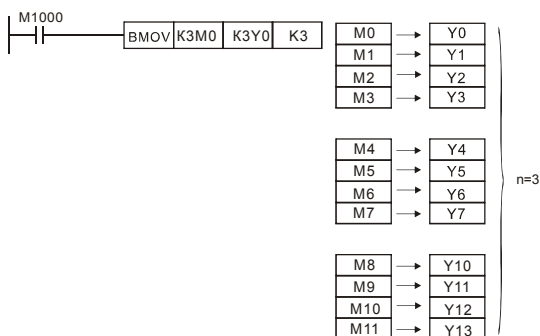 M1000
BMOV K3M0 K3Y0 K3
M0 Y0
M1 Y1
M2 Y2
M3 Y3
M4 Y4
M5 Y5
M6 Y6
M7 Y7
n=3
M8 Y10
M9 Y11
M10 Y12
M11 Y13